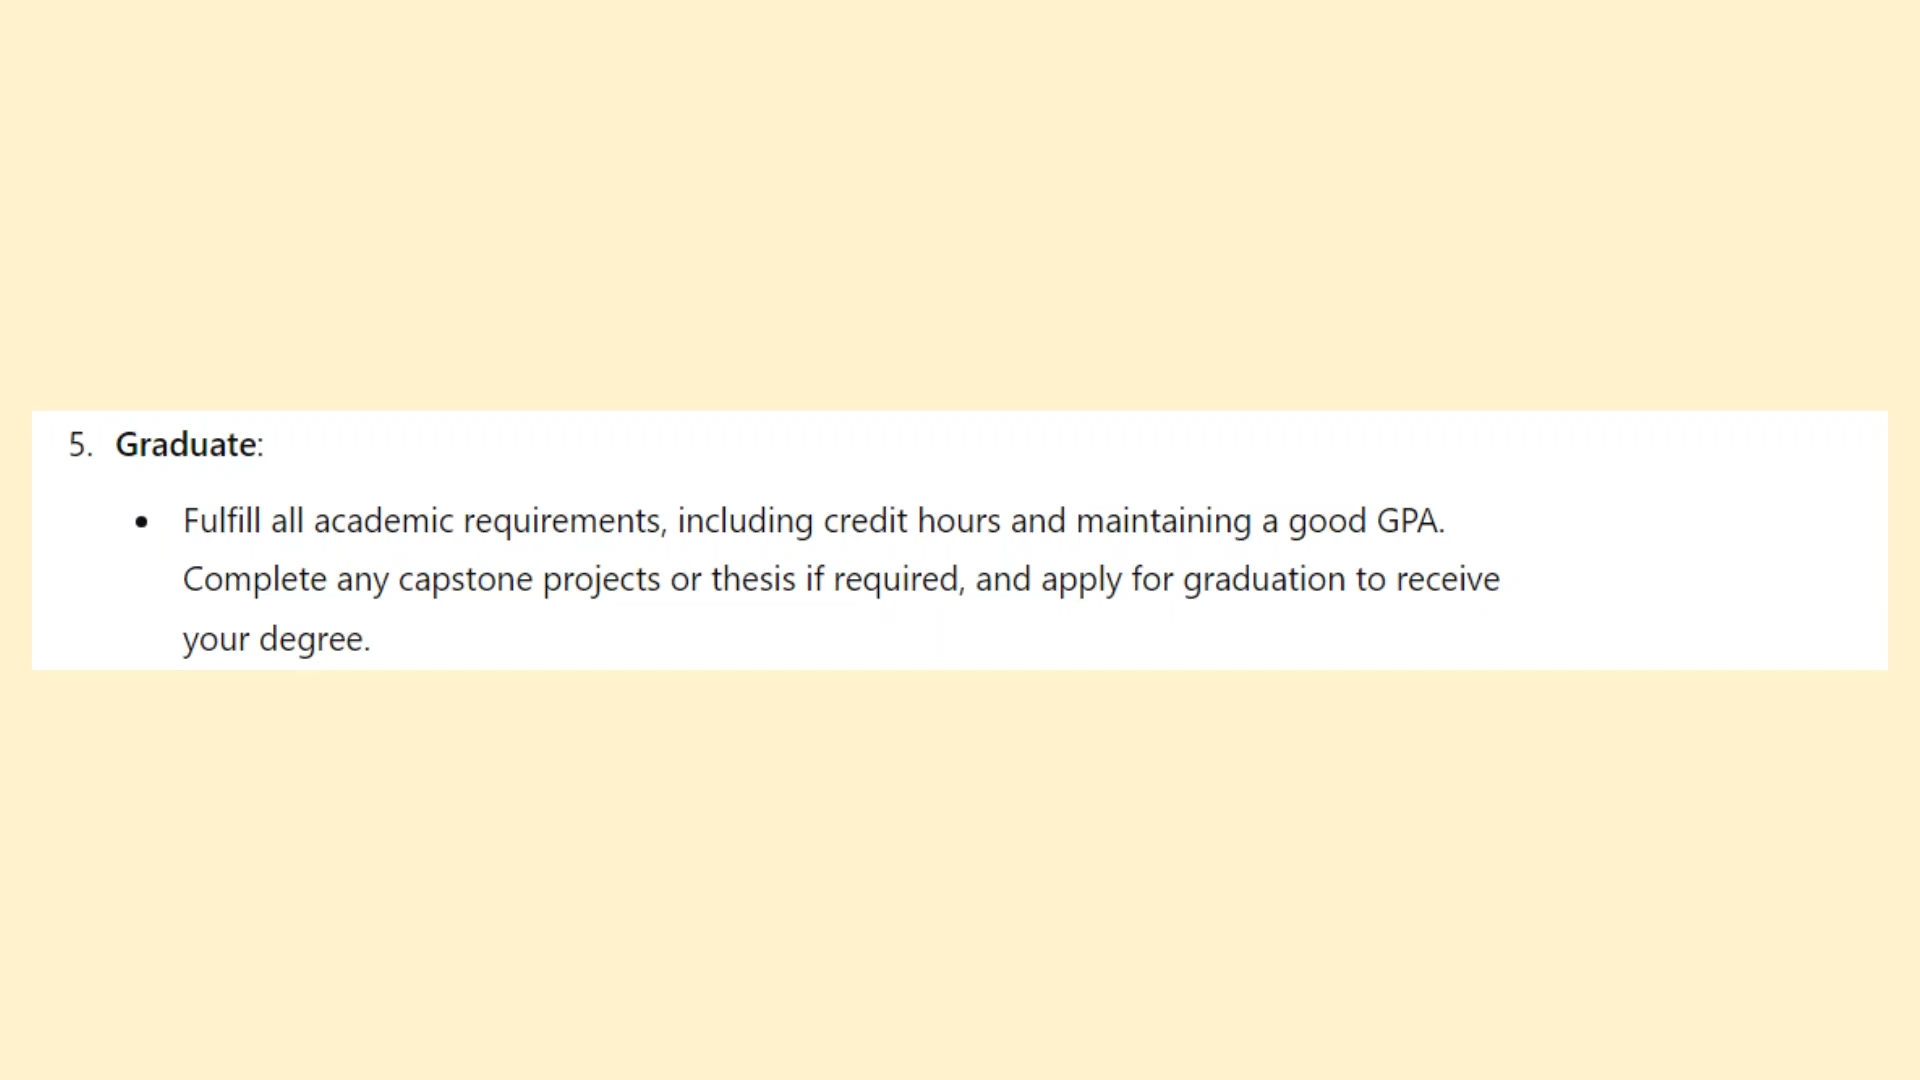 5. Graduate:
• Fulfill all academic requirements, including credit hours and maintaining a good GPA.
Complete any capstone projects or thesis if required, and apply for graduation to receive
your degree.